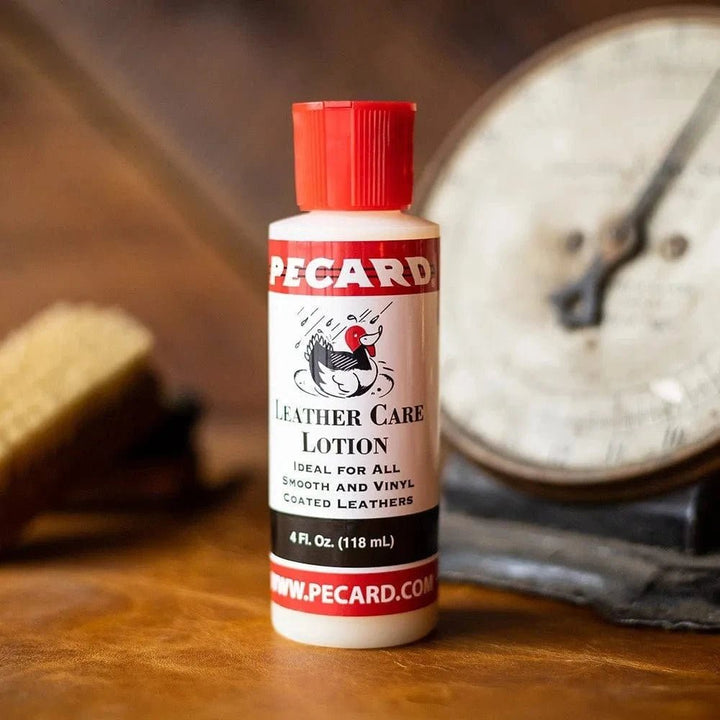 PECARD®
LEATHER CARE
LOTION
IDEAL FOR ALL
SMOOTH AND VINYL
COATED LEATHERS
4 FL. OZ. (118 mL)
WWW.PECARD.COM